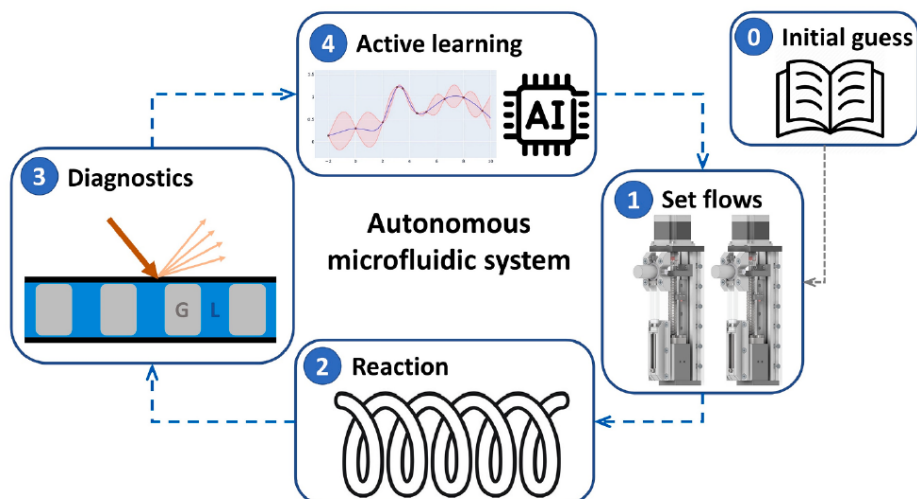 4 Active learning
AI
0 Initial guess
3 Diagnostics
G L
Autonomous
microfluidic system
1 Set flows
2 Reaction